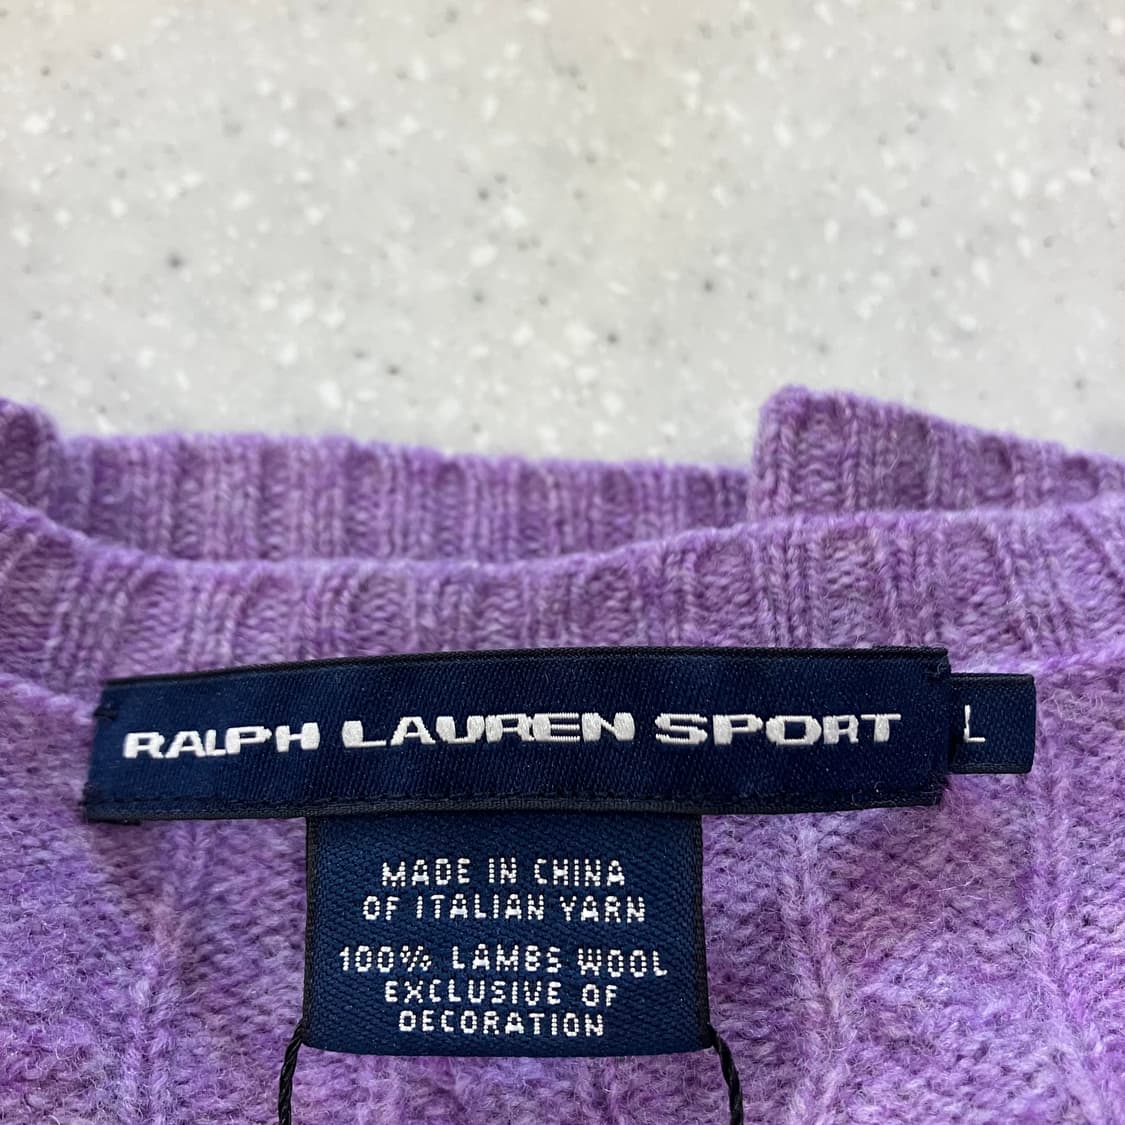 RALPH LAUREN SPORT
L
MADE IN CHINA
OF ITALIAN YARN
100% LAMBS WOOL
EXCLUSIVE OF
DECORATION